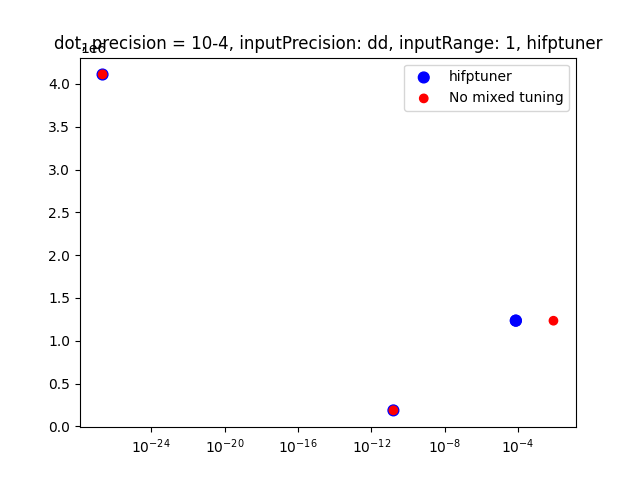 dot, precision = 10-4, inputPrecision: dd, inputRange: 1, hifptuner
1e6
hifptuner
No mixed tuning
4.0
3.5
3.0
2.5
2.0
1.5
1.0
0.5
0.0
10⁻²⁴ 10⁻²⁰ 10⁻¹⁶ 10⁻¹² 10⁻⁸ 10⁻⁴